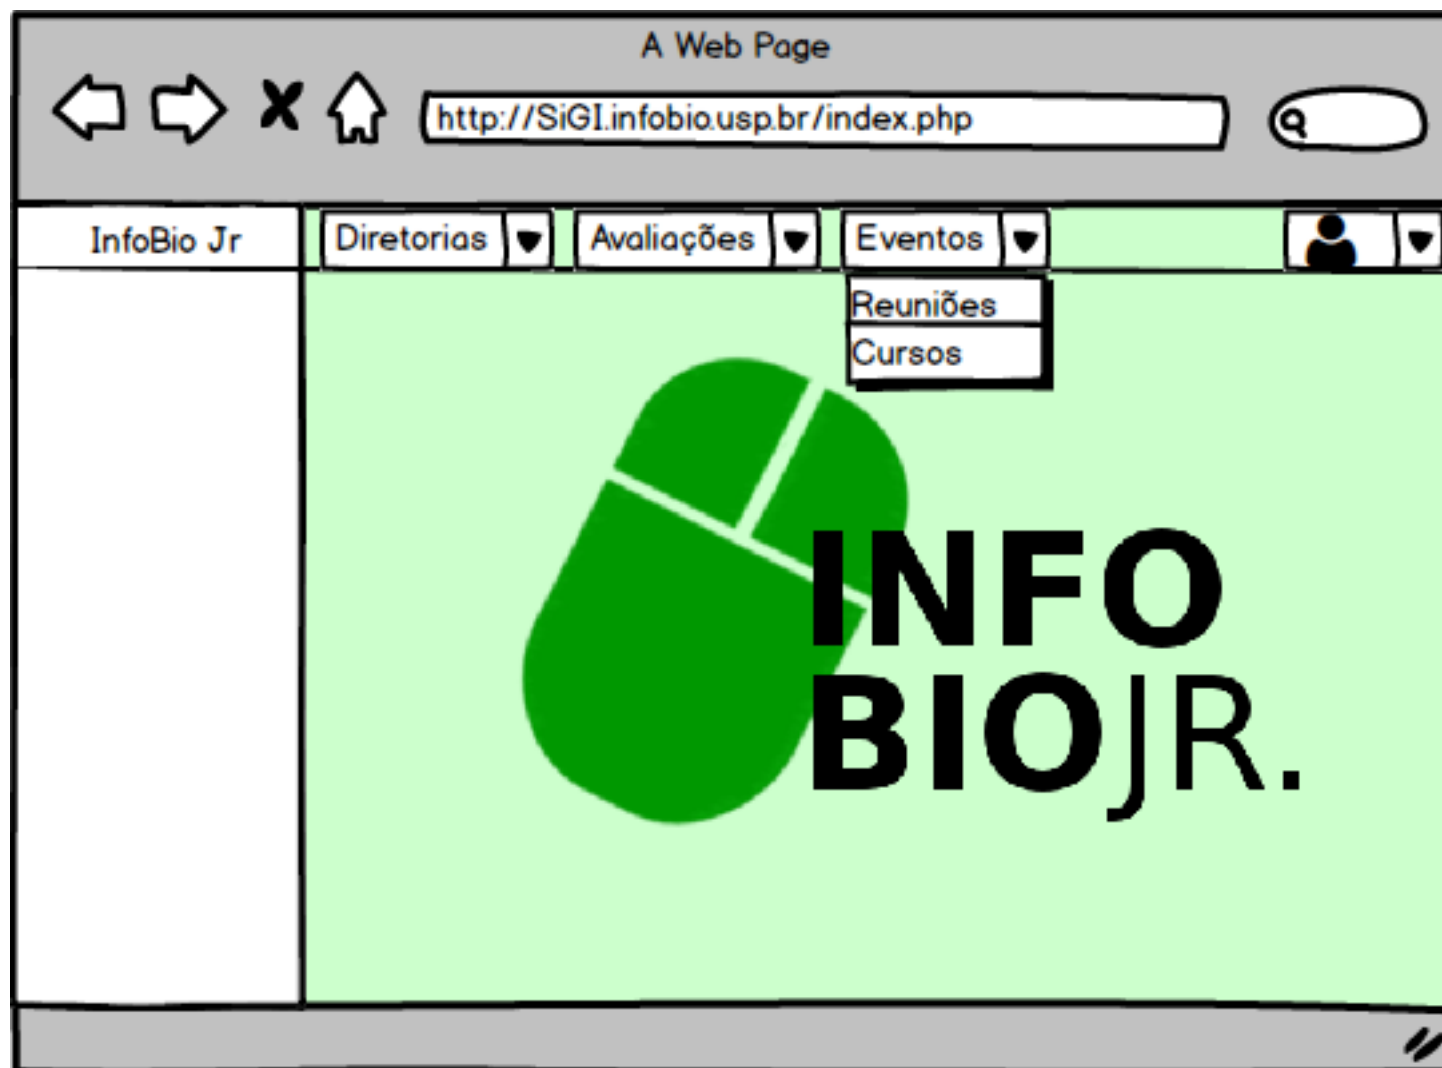 A Web Page
http://SiGI.infobio.usp.br/index.php
InfoBio Jr
Diretorias
Avaliações
Eventos
Reuniões
Cursos
INFO
BIOJR.